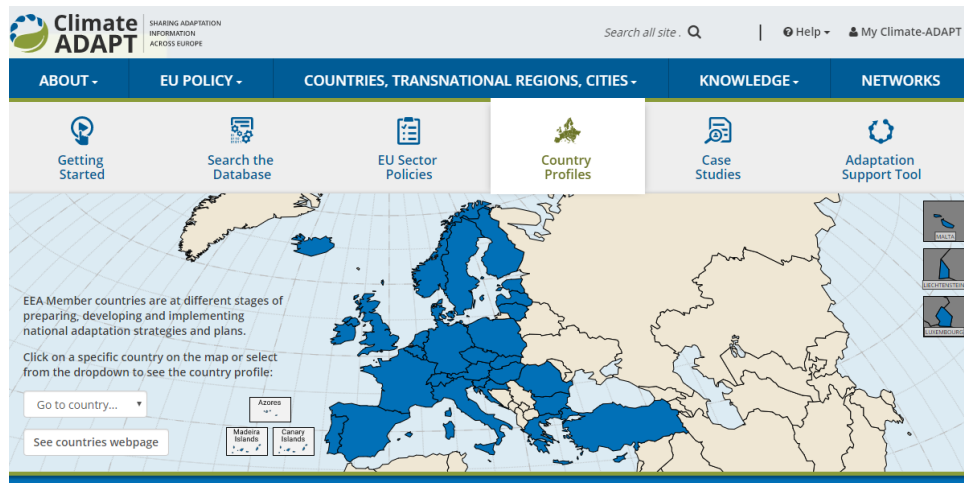 Climate
ADAPT
SHARING ADAPTATION
INFORMATION
ACROSS EUROPE
Search all site .
Help
My Climate-ADAPT
ABOUT
EU POLICY
COUNTRIES, TRANSNATIONAL REGIONS, CITIES
KNOWLEDGE
NETWORKS
Getting
Started
Search the
Database
EU Sector
Policies
Country
Profiles
Case
Studies
Adaptation
Support Tool
MALTA
LIECHTENSTEIN
LUXEMBOURG
EEA Member countries are at different stages of
preparing, developing and implementing
national adaptation strategies and plans.
Click on a specific country on the map or select
from the dropdown to see the country profile:
Go to country...
See countries webpage
Azores
Madeira
Islands
Canary
Islands